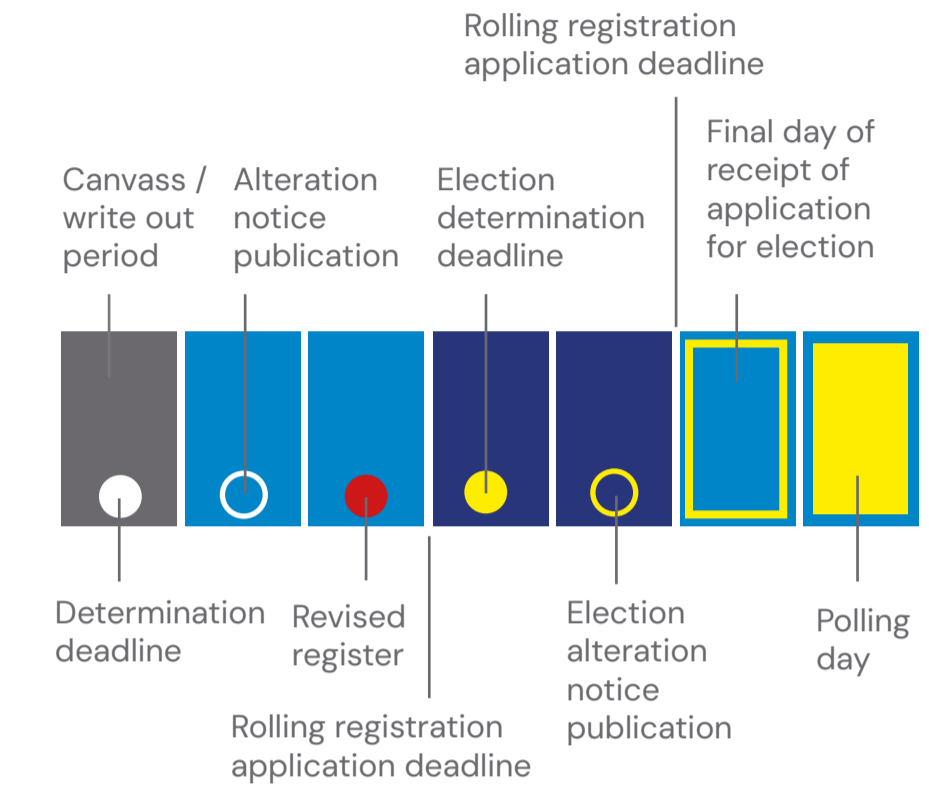 Rolling registration
application deadline
Final day of
receipt of
application
for election
Canvass /
write out
period
Alteration
notice
publication
Election
determination
deadline
Determination
deadline
Revised
register
Rolling registration
application deadline
Election
alteration
notice
publication
Polling
day